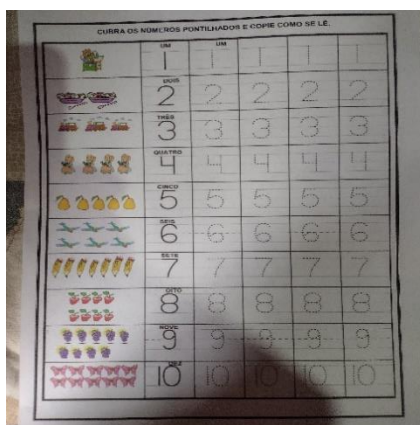 CURRA OS NÚMEROS PONTILHADOS E COPIE COMO SE LÊ.
UM UM
1 1 1 1 1
DOIS
2 2 2 2 2
TRÊS
3 3 3 3 3
QUATRO
4 4 4 4 4
CINCO
5 5 5 5 5
SEIS
6 6 6 6 6
SETE
7 7 7 7 7
OITO
8 8 8 8 8
NOVE
9 9 9 9 9
DEZ
10 10 10 10 10